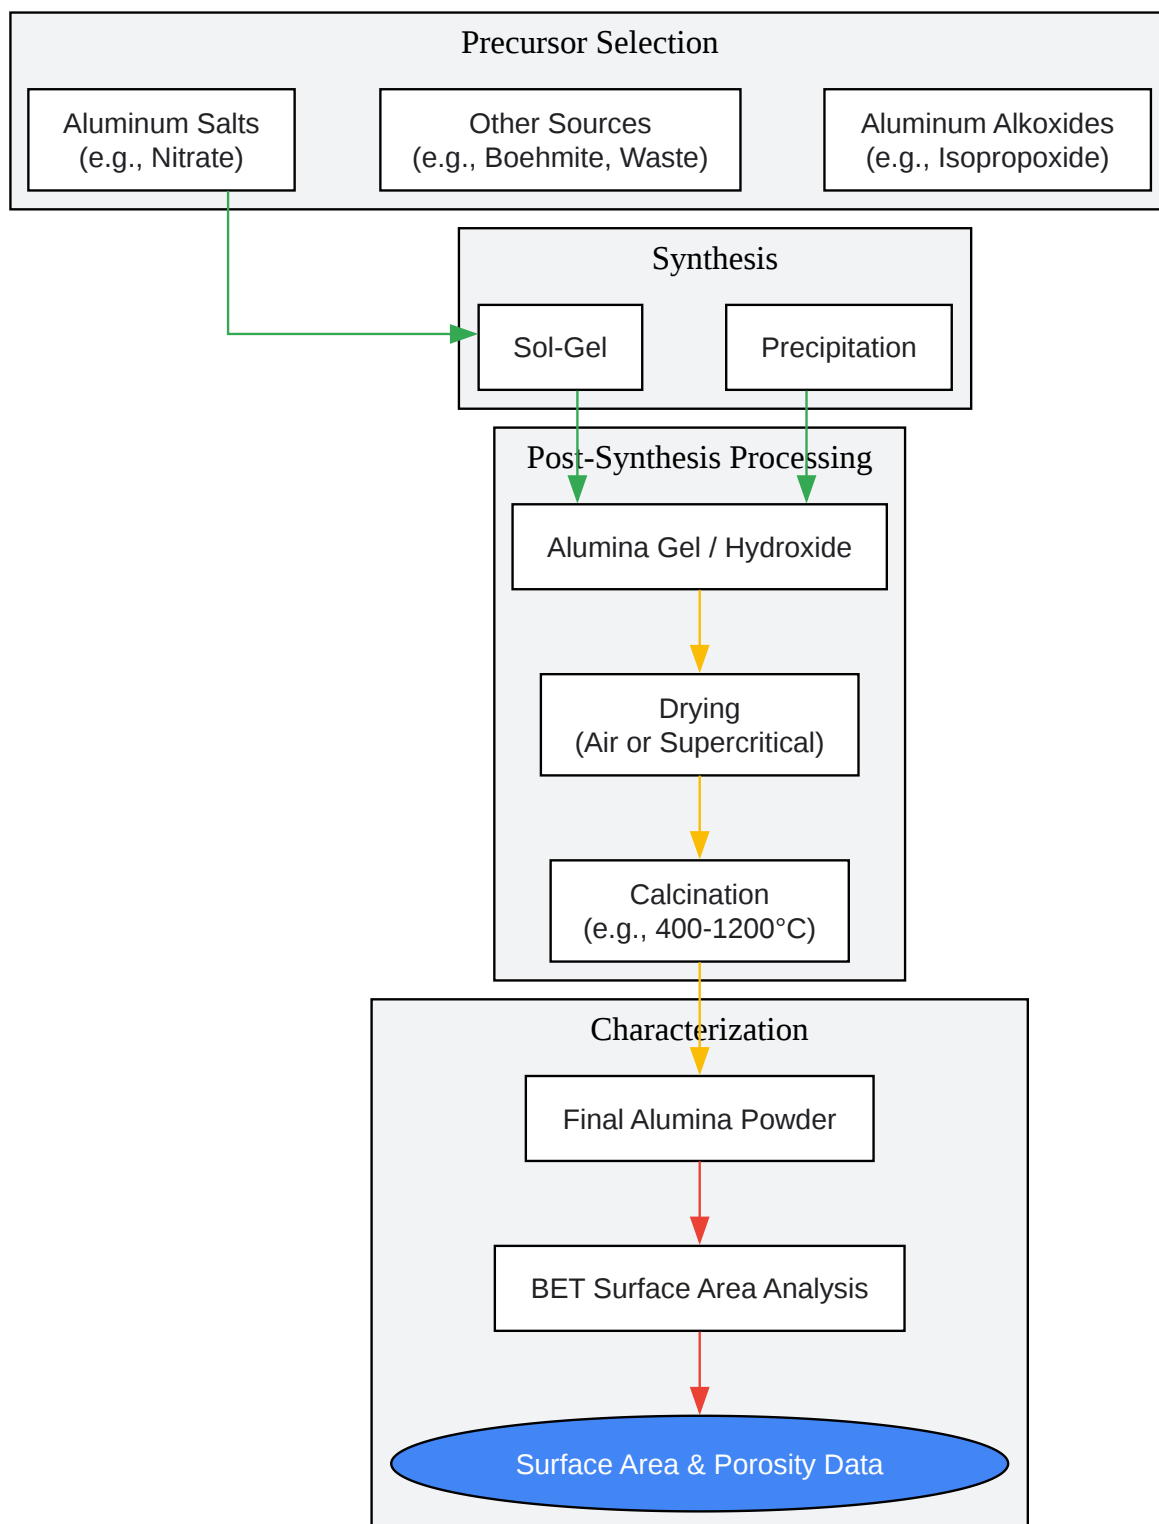 Precursor Selection
Aluminum Salts
(e.g., Nitrate)
Other Sources
(e.g., Boehmite, Waste)
Aluminum Alkoxides
(e.g., Isopropoxide)
Synthesis
Sol-Gel
Precipitation
Post-Synthesis Processing
Alumina Gel / Hydroxide
Drying
(Air or Supercritical)
Calcination
(e.g., 400-1200°C)
Characterization
Final Alumina Powder
BET Surface Area Analysis
Surface Area & Porosity Data